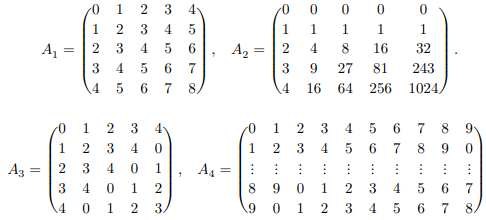 A₁ = (0 1 2 3 4
1 2 3 4 5
2 3 4 5 6
3 4 5 6 7
4 5 6 7 8), A₂ = (0 0 0 0 0
1 1 1 1 1
2 4 8 16 32
3 9 27 81 243
4 16 64 256 1024).
A₃ = (0 1 2 3 4
1 2 3 4 0
2 3 4 0 1
3 4 0 1 2
4 0 1 2 3), A₄ = (0 1 2 3 4 5 6 7 8 9
1 2 3 4 5 6 7 8 9 0
⋮ ⋮ ⋮ ⋮ ⋮ ⋮ ⋮ ⋮ ⋮ ⋮
8 9 0 1 2 3 4 5 6 7
9 0 1 2 3 4 5 6 7 8)